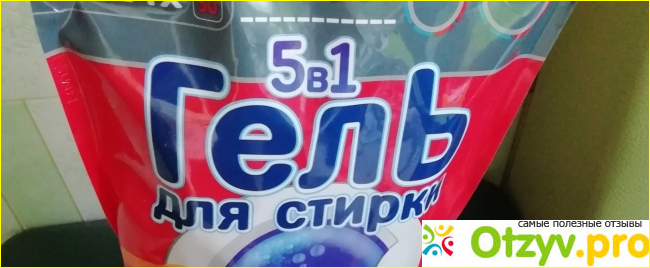 5в1
Гель
для стирки
самые полезные отзывы
Otzyv.pro